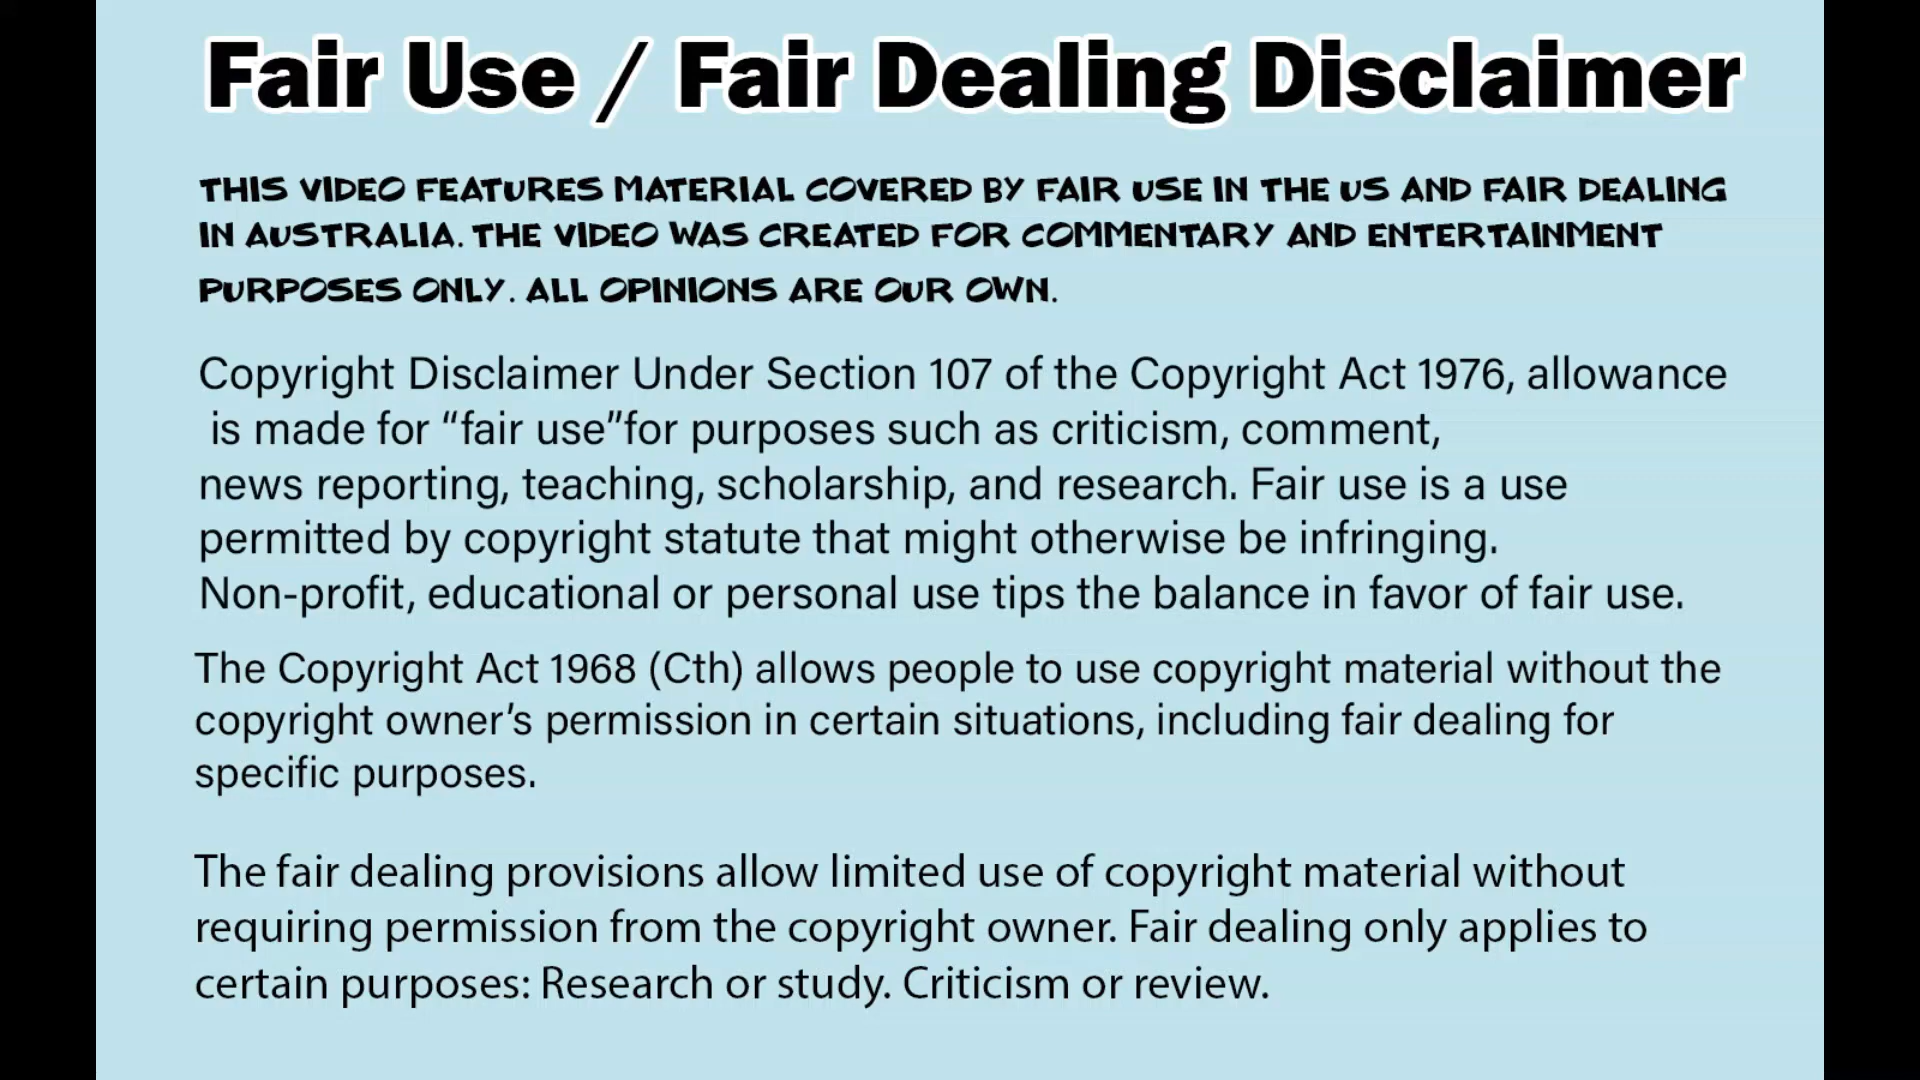 Fair Use / Fair Dealing Disclaimer
THIS VIDEO FEATURES MATERIAL COVERED BY FAIR USE IN THE US AND FAIR DEALING
IN AUSTRALIA. THE VIDEO WAS CREATED FOR COMMENTARY AND ENTERTAINMENT
PURPOSES ONLY. ALL OPINIONS ARE OUR OWN.
Copyright Disclaimer Under Section 107 of the Copyright Act 1976, allowance
is made for “fair use”for purposes such as criticism, comment,
news reporting, teaching, scholarship, and research. Fair use is a use
permitted by copyright statute that might otherwise be infringing.
Non-profit, educational or personal use tips the balance in favor of fair use.
The Copyright Act 1968 (Cth) allows people to use copyright material without the
copyright owner’s permission in certain situations, including fair dealing for
specific purposes.
The fair dealing provisions allow limited use of copyright material without
requiring permission from the copyright owner. Fair dealing only applies to
certain purposes: Research or study. Criticism or review.